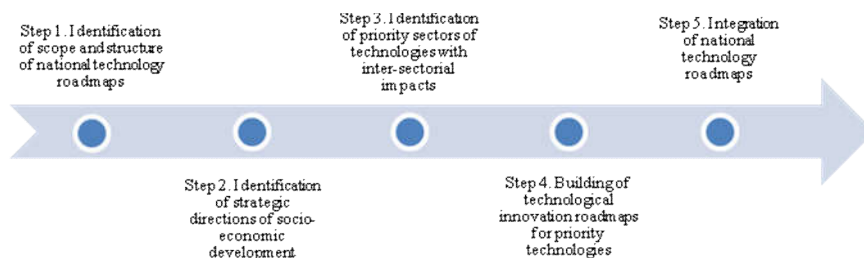 Step 1. Identification
of scope and structure
of national technology
roadmaps
Step 2. Identification
of strategic
directions of socio-
economic
development
Step 3. Identification
of priority sectors of
technologies with
inter-sectorial
impacts
Step 4. Building of
technological
innovation roadmaps
for priority
technologies
Step 5. Integration
of national
technology
roadmaps